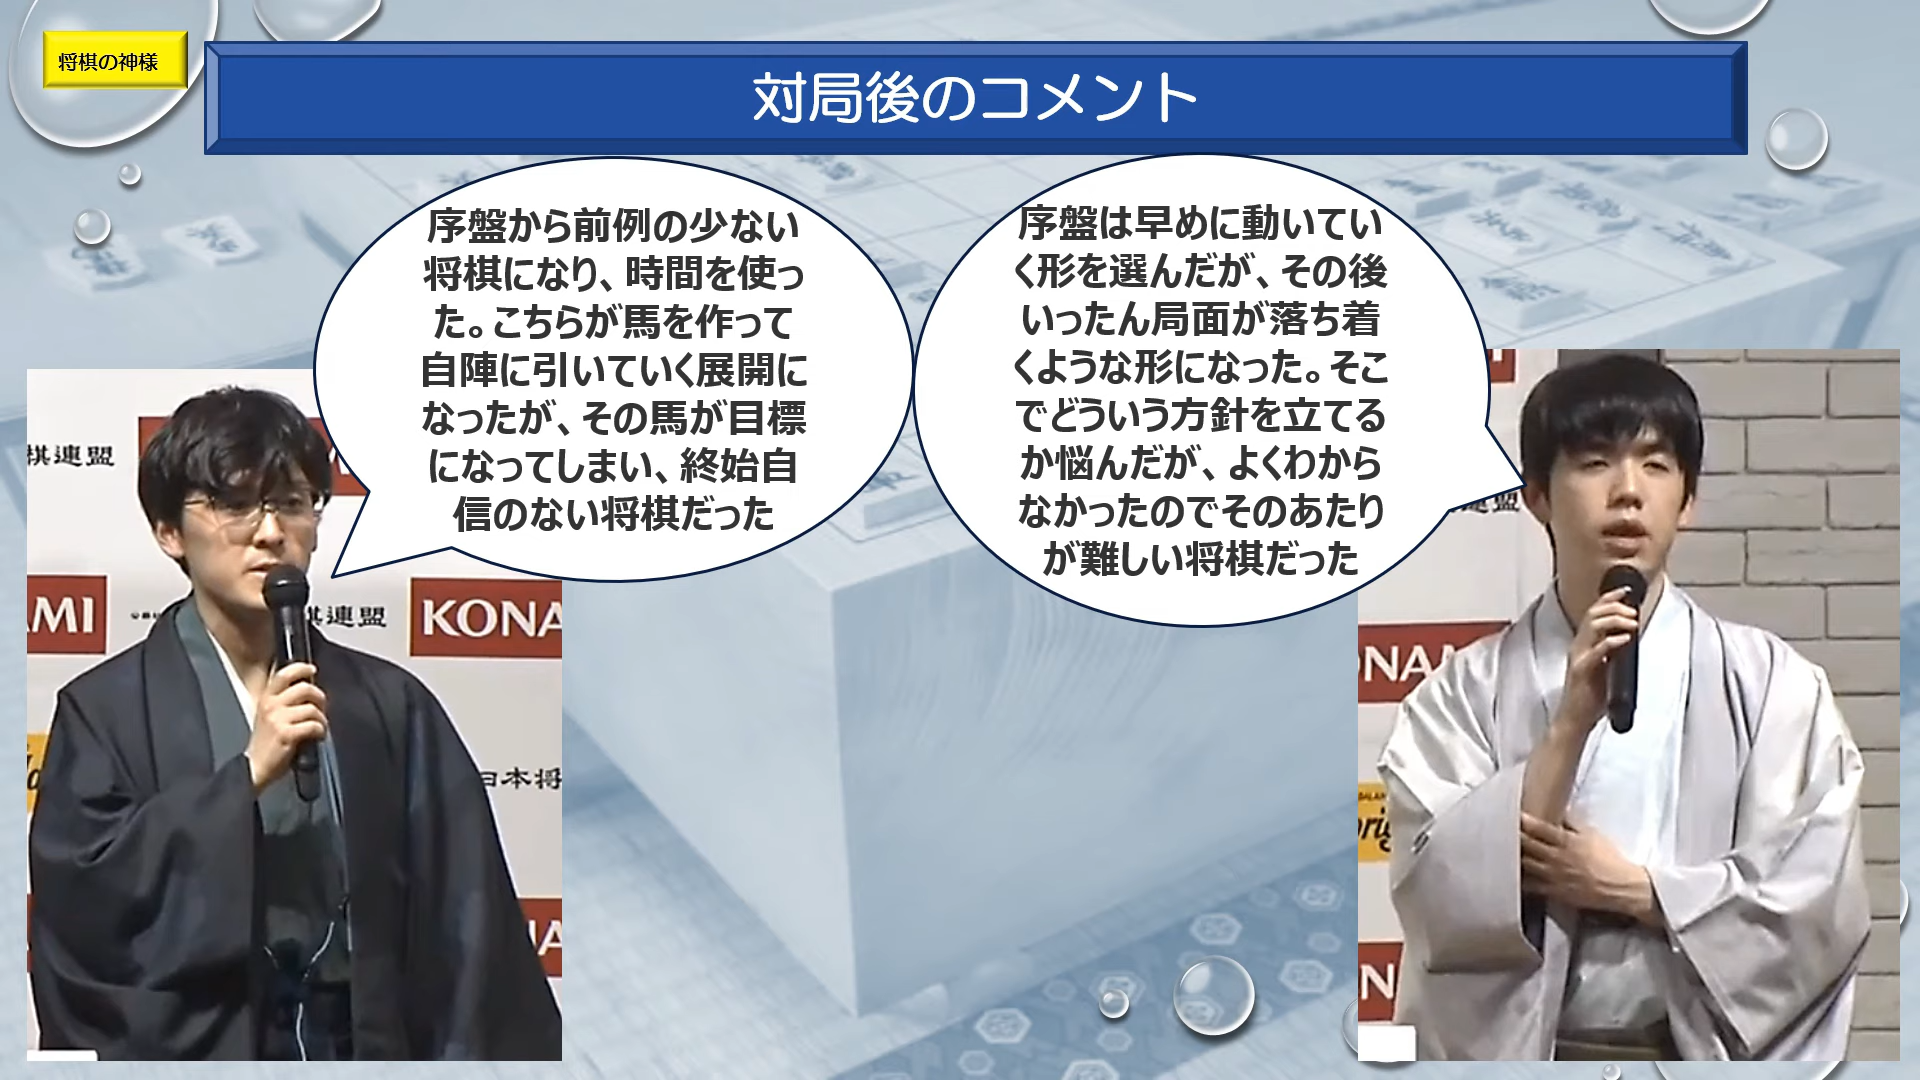 将棋の神様
対局後のコメント
序盤から前例の少ない
将棋になり、時間を使っ
た。こちらが馬を作って
自陣に引いていく展開に
なったが、その馬が目標
になってしまい、終始自
信のない将棋だった
序盤は早めに動いてい
く形を選んだが、その後
いったん局面が落ち着
くような形になった。そこ
でどういう方針を立てる
か悩んだが、よくわから
なかったのでそのあたり
が難しい将棋だった
棋連盟
AMI
棋連盟
KONA
日本将
連盟
ONAM